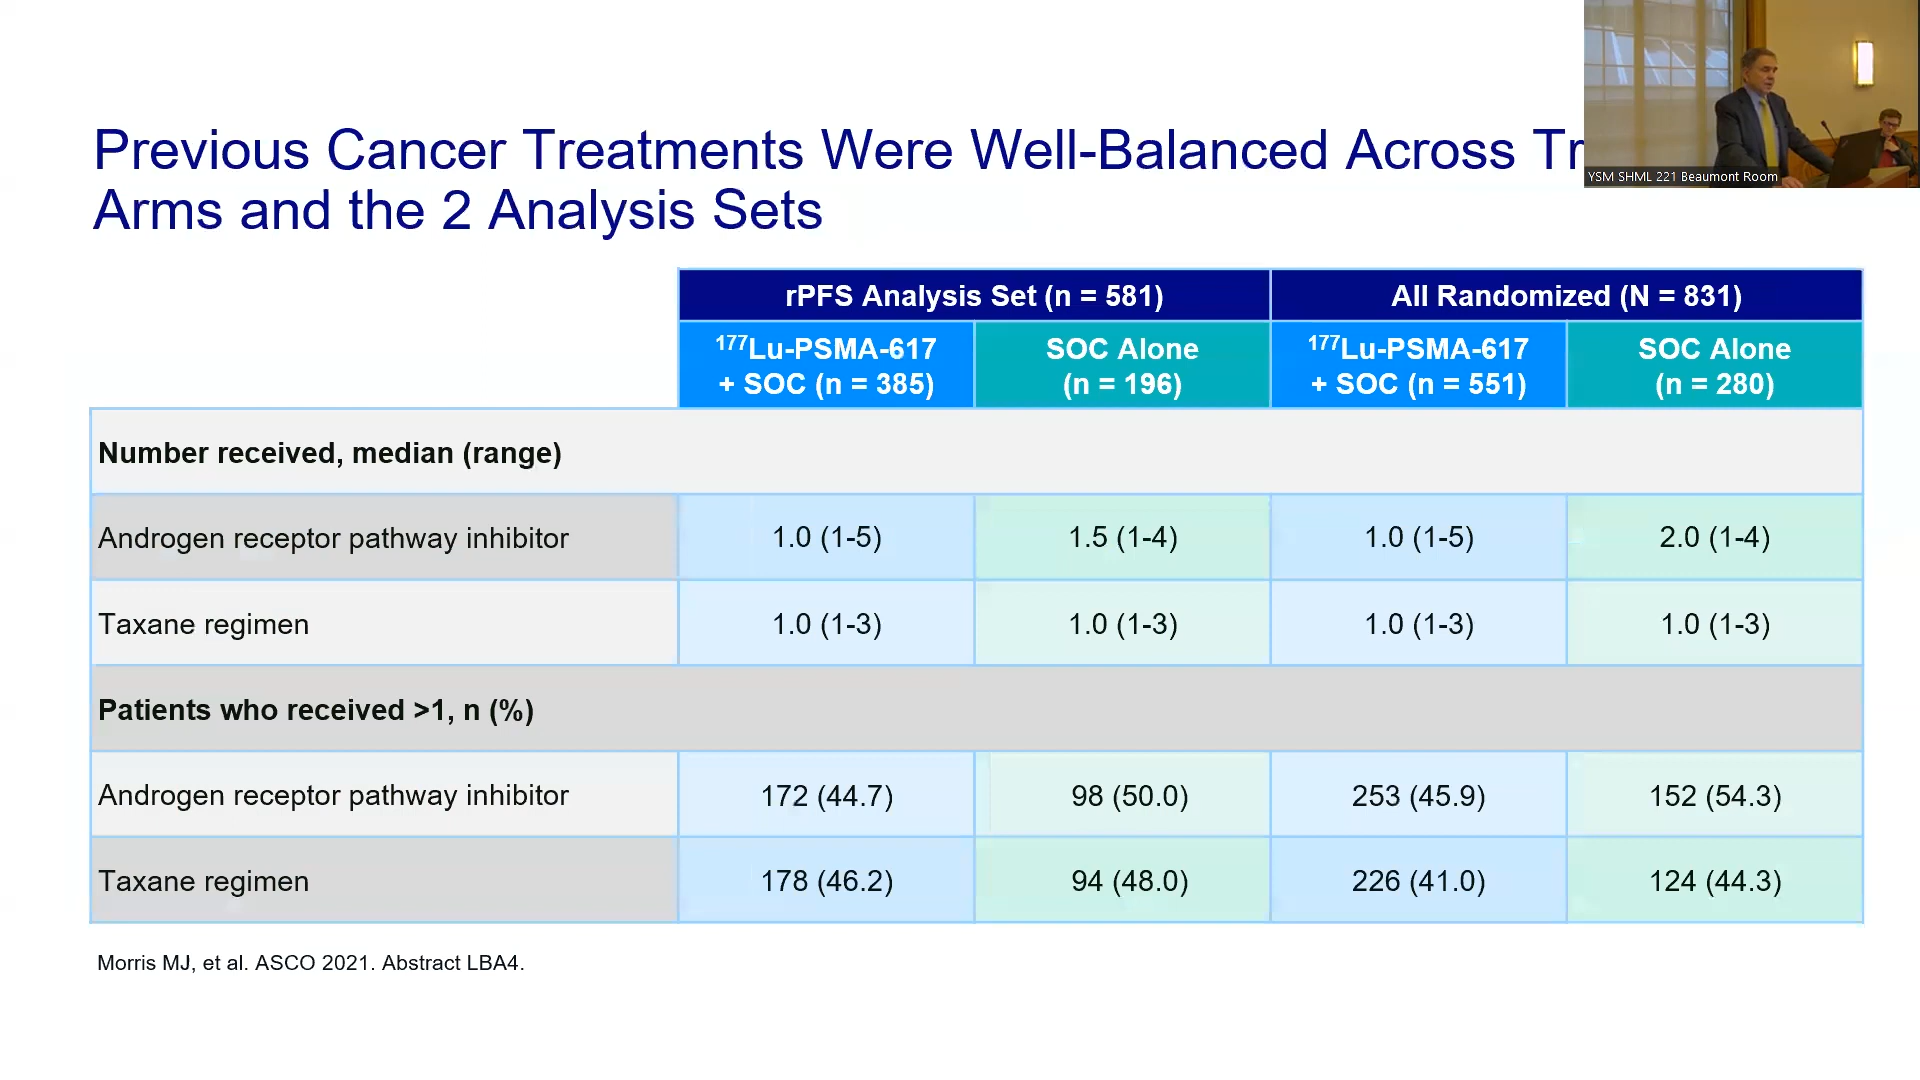 Previous Cancer Treatments Were Well-Balanced Across
Arms and the 2 Analysis Sets
YSM SHML 221 Beaumont Room
rPFS Analysis Set (n = 581)
All Randomized (N = 831)
¹⁷⁷Lu-PSMA-617
+ SOC (n = 385)
SOC Alone
(n = 196)
¹⁷⁷Lu-PSMA-617
+ SOC (n = 551)
SOC Alone
(n = 280)
Number received, median (range)
Androgen receptor pathway inhibitor 1.0 (1-5) 1.5 (1-4) 1.0 (1-5) 2.0 (1-4)
Taxane regimen 1.0 (1-3) 1.0 (1-3) 1.0 (1-3) 1.0 (1-3)
Patients who received >1, n (%)
Androgen receptor pathway inhibitor 172 (44.7) 98 (50.0) 253 (45.9) 152 (54.3)
Taxane regimen 178 (46.2) 94 (48.0) 226 (41.0) 124 (44.3)
Morris MJ, et al. ASCO 2021. Abstract LBA4.